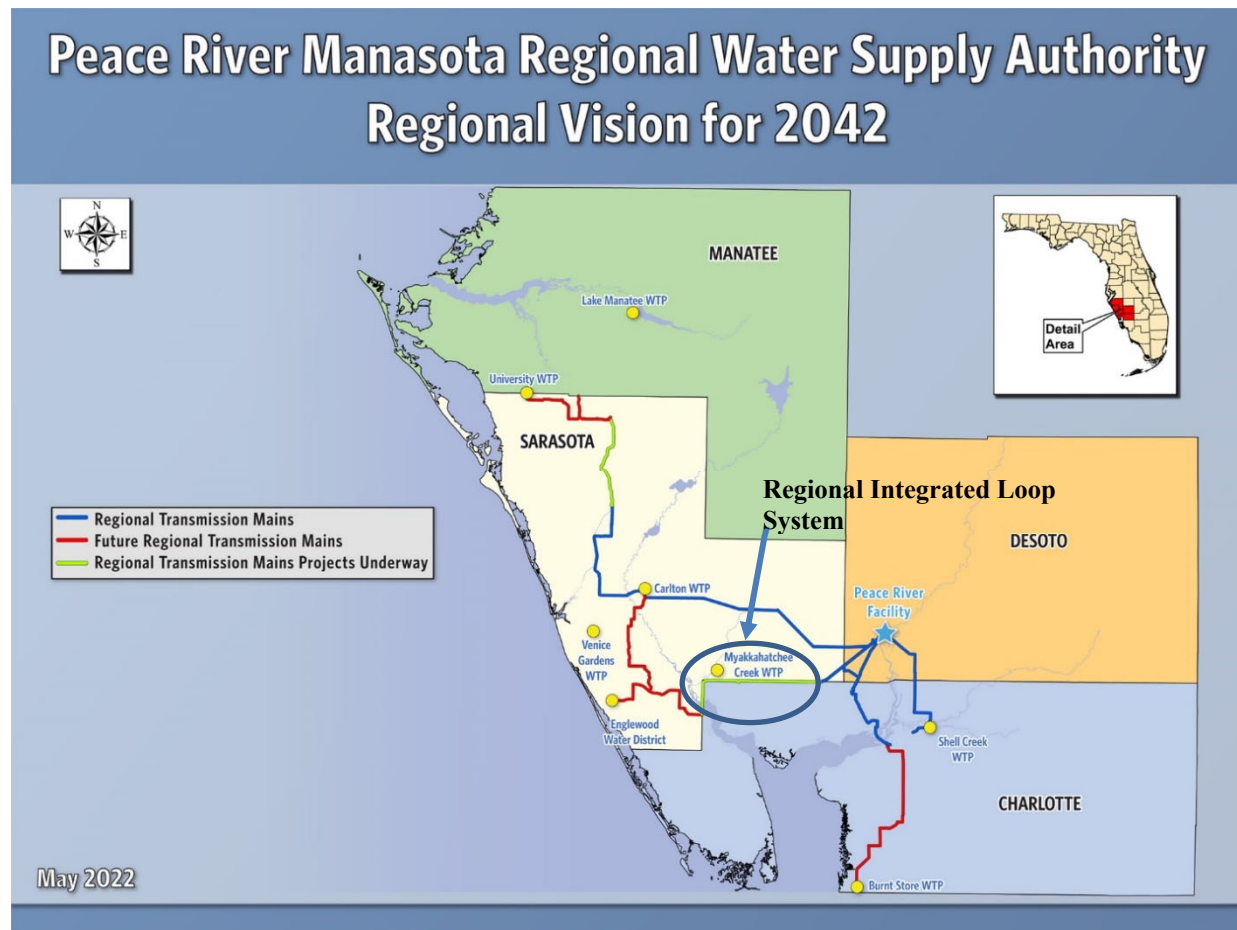 Peace River Manasota Regional Water Supply Authority
Regional Vision for 2042
N
W
E
S
MANATEE
Lake Manatee WTP
Detail
Area
University WTP
SARASOTA
Regional Integrated Loop
System
Regional Transmission Mains
Future Regional Transmission Mains
Regional Transmission Mains Projects Underway
DESOTO
Carlton WTP
Peace River
Facility
Venice
Gardens
WTP
Myakkahatchee
Creek WTP
Englewood
Water District
Shell Creek
WTP
CHARLOTTE
May 2022
Burnt Store WTP